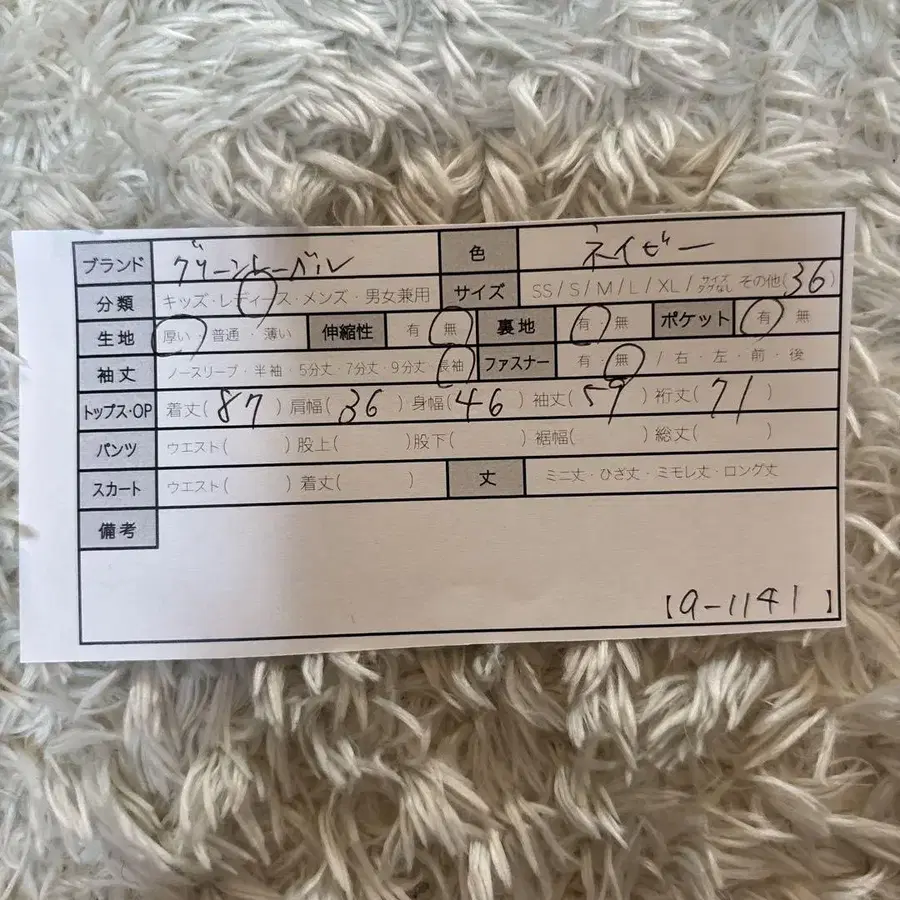 ブランド グリーンレーベル 色 ネイビー
分類 キッズ・レディース・メンズ・男女兼用 サイズ SS/S/M/L/XL/サイズタグなし その他(36)
生地 厚い・普通・薄い 伸縮性 有・無 裏地 有・無 ポケット 有・無
袖丈 ノースリーブ・半袖・5分丈・7分丈・9分丈・長袖 ファスナー 有・無 / 右・左・前・後
トップス・OP 着丈(87) 肩幅(36) 身幅(46) 袖丈(59) 裄丈(71)
パンツ ウエスト( ) 股上( ) 股下( ) 裾幅( ) 総丈( )
スカート ウエスト( ) 着丈( ) 丈 ミニ丈・ひざ丈・ミモレ丈・ロング丈
備考
【a-1141】